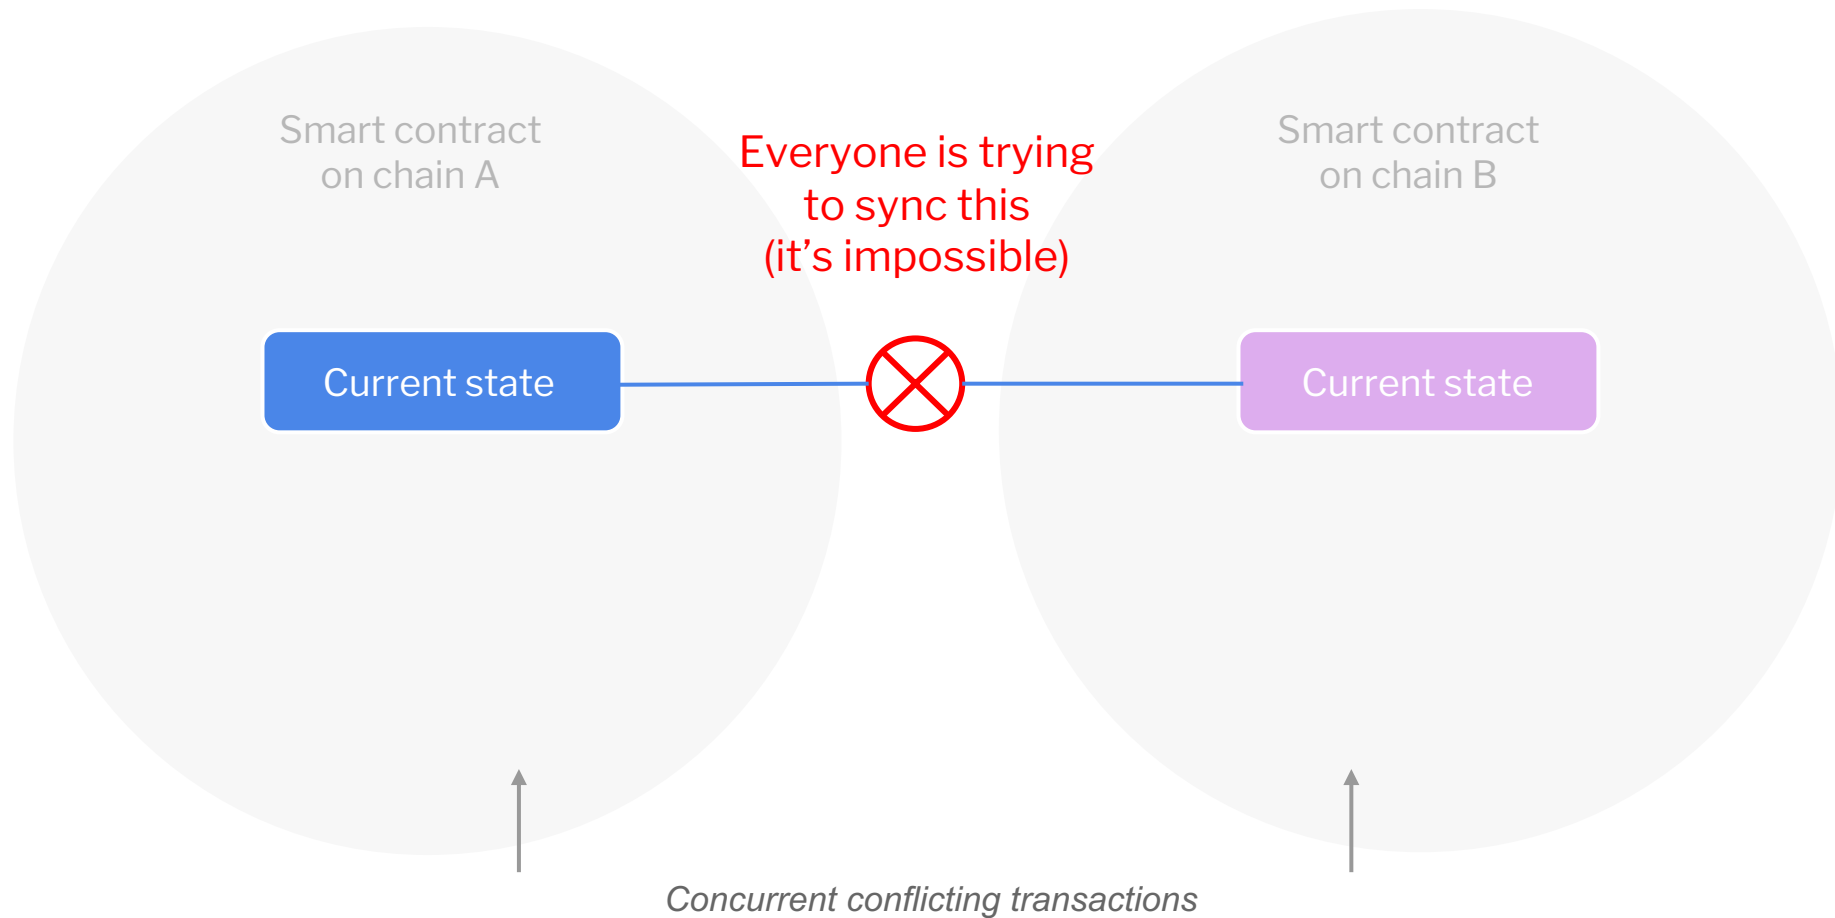 Smart contract
on chain A
Everyone is trying
to sync this
(it’s impossible)
Smart contract
on chain B
Current state
Current state
Concurrent conflicting transactions